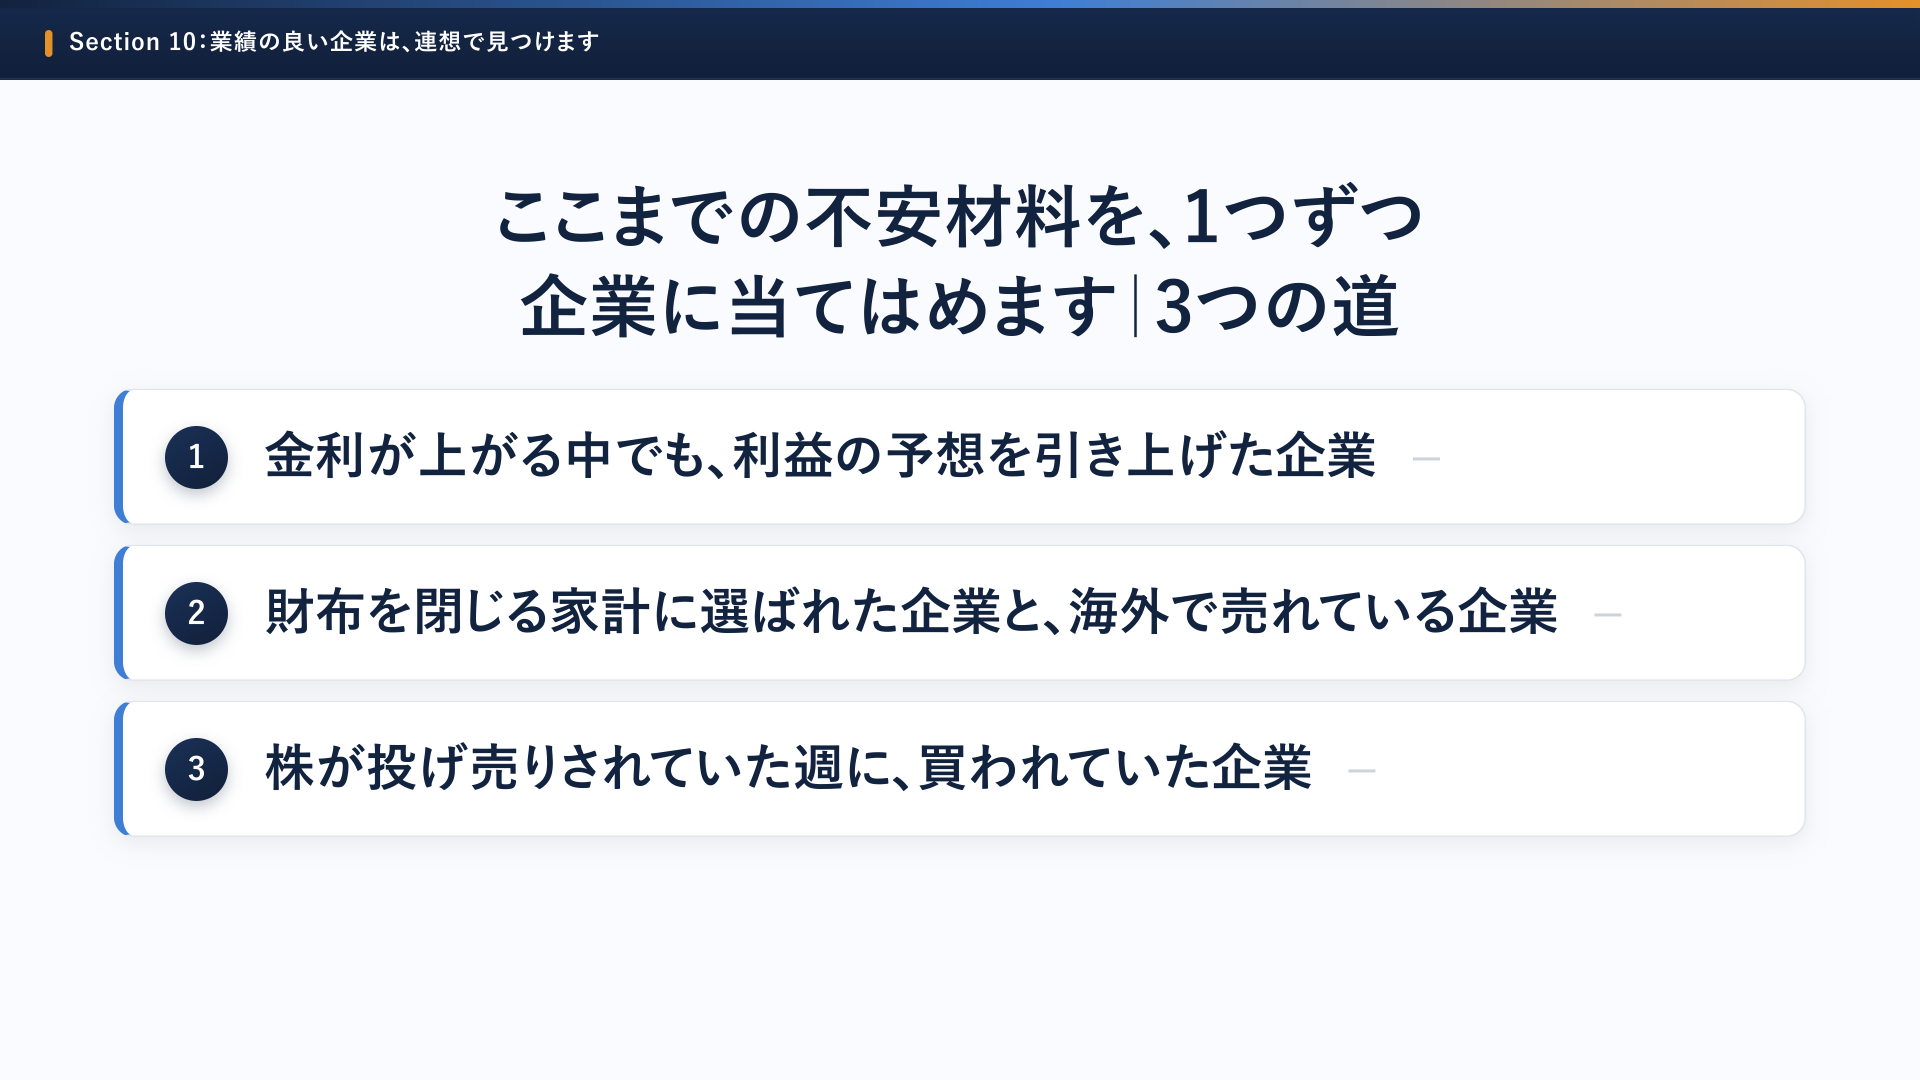 Section 10：業績の良い企業は、連想で見つけます
ここまでの不安材料を、1つずつ
企業に当てはめます｜3つの道
1 金利が上がる中でも、利益の予想を引き上げた企業 —
2 財布を閉じる家計に選ばれた企業と、海外で売れている企業 —
3 株が投げ売りされていた週に、買われていた企業 —